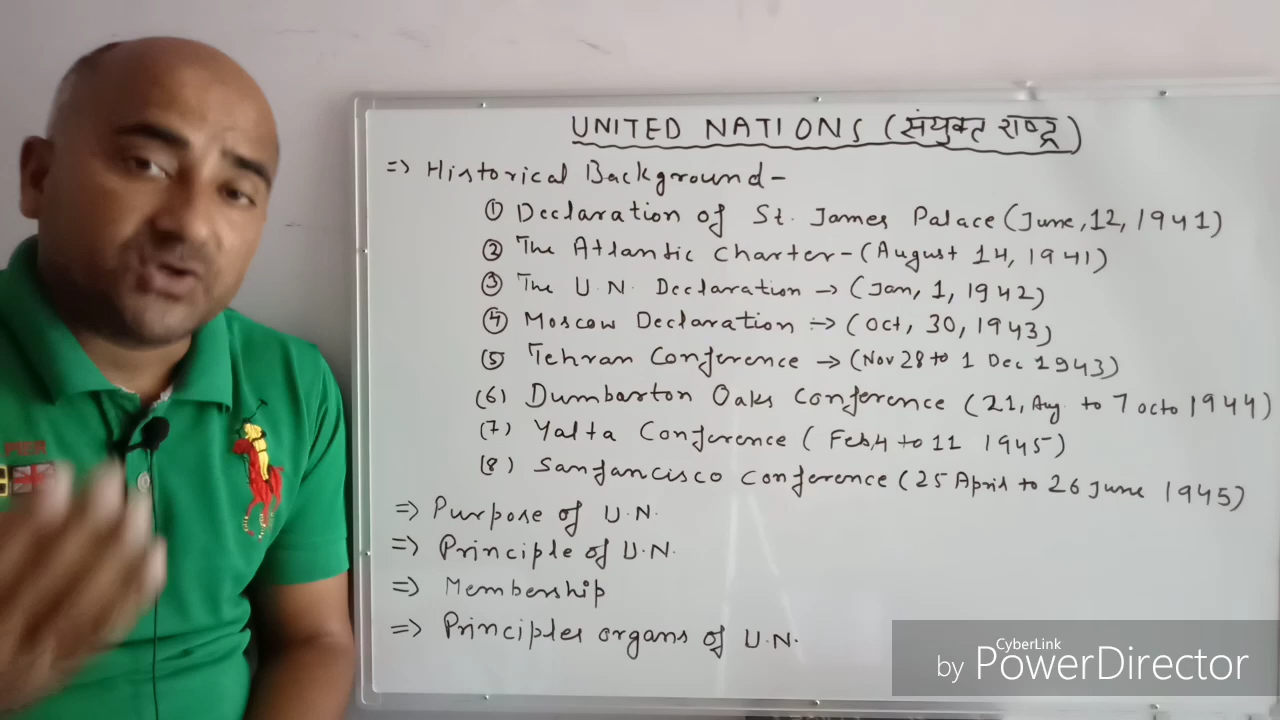 UNITED NATIONS (संयुक्त राष्ट्र)
=> Historical Background-
① Declaration of St. James Palace (June, 12, 1941)
② The Atlantic Charter - (August 14, 1941)
③ The U.N. Declaration → (Jan, 1, 1942)
④ Moscow Declaration → (Oct, 30, 1943)
⑤ Tehran Conference → (Nov 28 to 1 Dec 1943)
(6) Dumbarton Oaks Conference (21, Aug. to 7 octo 1944)
(7) Yalta Conference ( Feb,4 to 11 1945)
(8) Sanfancisco Conference (25 April to 26 June 1945)
=> Purpose of U.N.
=> Principle of U.N.
=> Membership
=> Principles organs of U.N.
CyberLink
by PowerDirector